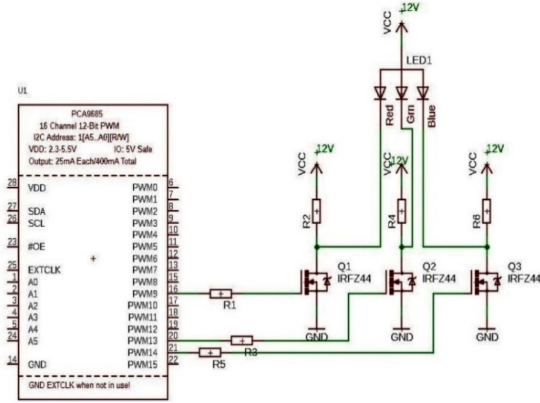 VCC 12V
LED1
Red
Grn
Blue
U1
PCA9685
16 Channel 12-Bit PWM
I2C Address: 1[A5..A0][R/W]
VDD: 2.3-5.5V IO: 5V Safe
Output: 25mA Each/400mA Total
28 VDD
27 SDA
26 SCL
23 #OE
25 EXTCLK
1 A0
2 A1
3 A2
4 A3
5 A4
24 A5
14 GND
PWM0 6
PWM1 7
PWM2 8
PWM3 9
PWM4 10
PWM5 11
PWM6 12
PWM7 13
PWM8 15
PWM9 16
PWM10 17
PWM11 18
PWM12 19
PWM13 20
PWM14 21
PWM15 22
GND EXTCLK when not in use!
VCC 12V
R2
Q1
IRFZ44
GND
R1
VCC 12V
R4
Q2
IRFZ44
GND
R3
VCC 12V
R6
Q3
IRFZ44
GND
R5